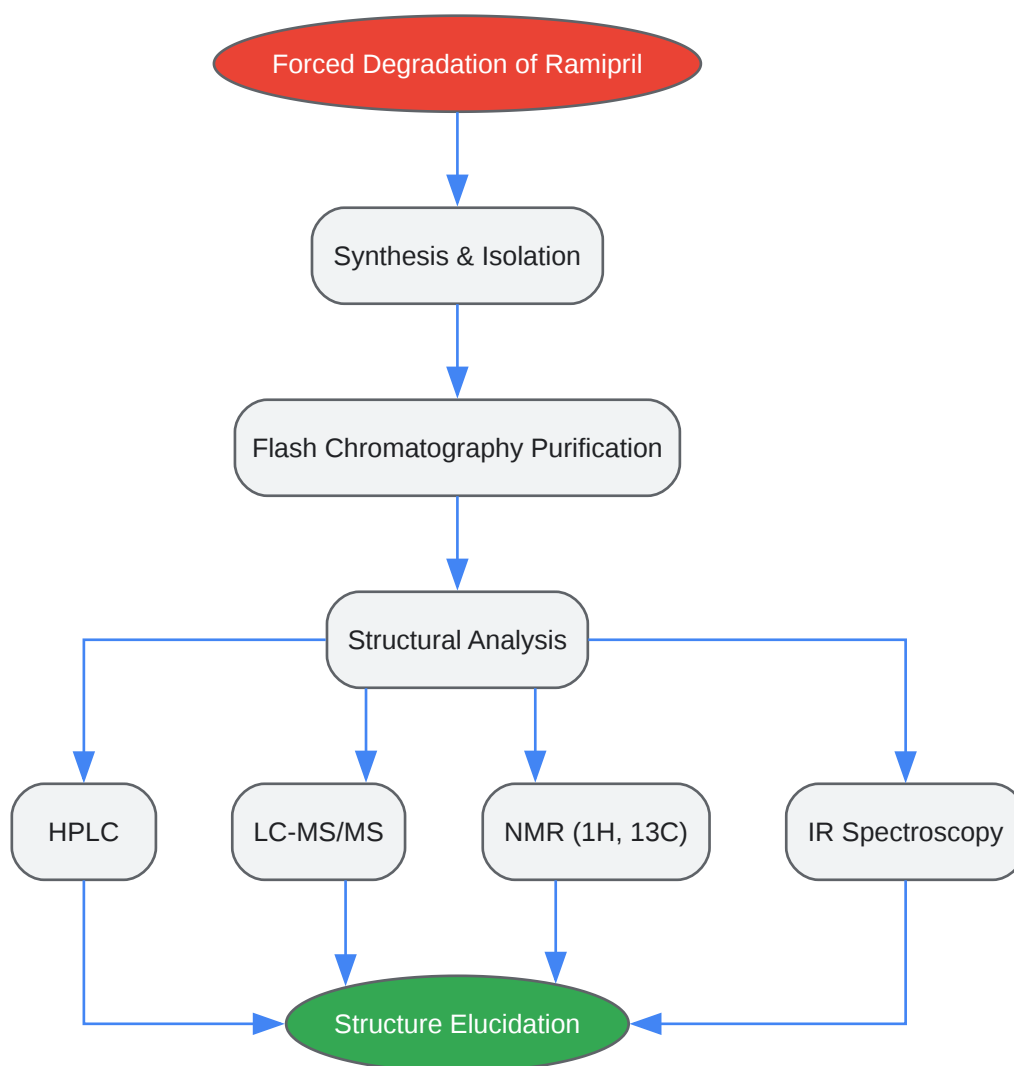 Forced Degradation of Ramipril
Synthesis & Isolation
Flash Chromatography Purification
Structural Analysis
HPLC
LC-MS/MS
NMR (1H, 13C)
IR Spectroscopy
Structure Elucidation